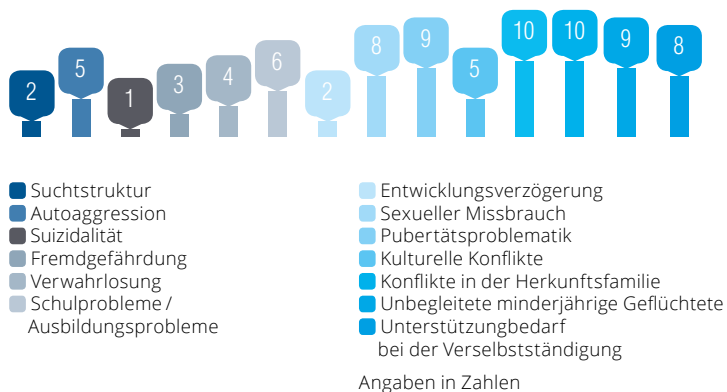 2
5
1
3
4
6
2
8
9
5
10
10
9
8
Suchtstruktur
Autoaggression
Suizidalität
Fremdgefährdung
Verwahrlosung
Schulprobleme /
Ausbildungsprobleme
Entwicklungsverzögerung
Sexueller Missbrauch
Pubertätsproblematik
Kulturelle Konflikte
Konflikte in der Herkunftsfamilie
Unbegleitete minderjährige Geflüchtete
Unterstützungbedarf
bei der Verselbstständigung
Angaben in Zahlen